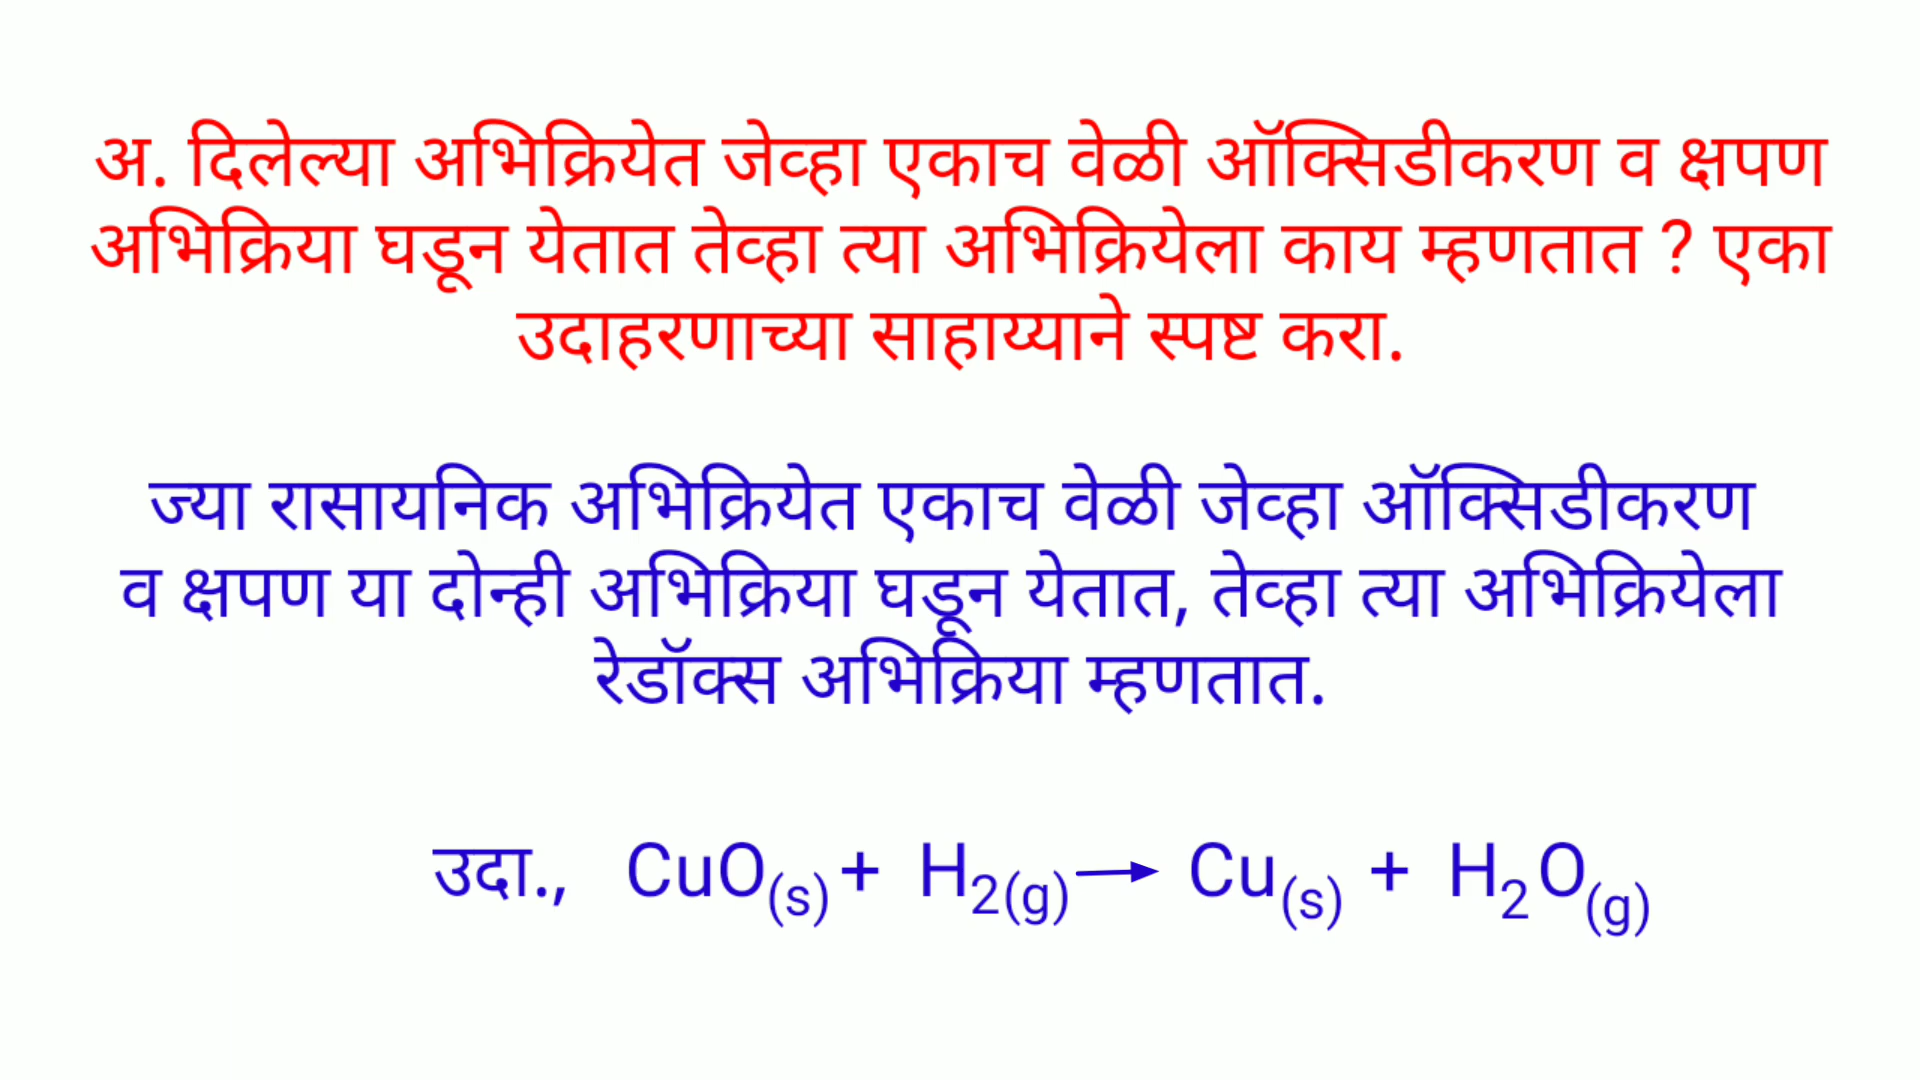 अ. दिलेल्या अभिक्रियेत जेव्हा एकाच वेळी ऑक्सिडीकरण व क्षपण
अभिक्रिया घडून येतात तेव्हा त्या अभिक्रियेला काय म्हणतात ? एका
उदाहरणाच्या साहाय्याने स्पष्ट करा.
ज्या रासायनिक अभिक्रियेत एकाच वेळी जेव्हा ऑक्सिडीकरण
व क्षपण या दोन्ही अभिक्रिया घडून येतात, तेव्हा त्या अभिक्रियेला
रेडॉक्स अभिक्रिया म्हणतात.
उदा., CuO(s) + H2(g) → Cu(s) + H2O(g)